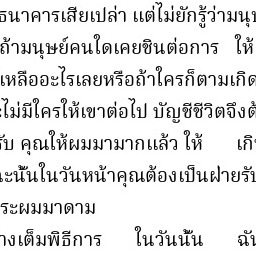 ธนาคารเสียเปล่า แต่ไม่ยักรู้ว่ามนุษ
ถ้ามนุษย์คนใดเคยชินต่อการ ให้
เหลืออะไรเลยหรือถ้าใครก็ตามเกิด
ะไม่มีใครให้เขาต่อไป บัญชีชีวิตจึงต้
รับ คุณให้ผมมามากแล้ว ให้ เกิ
ณะนั้นในวันหน้าคุณต้องเป็นฝ่ายรับ
ระผมมาดาม
างเต็มพิธีการ ในวันนั้น ฉัน